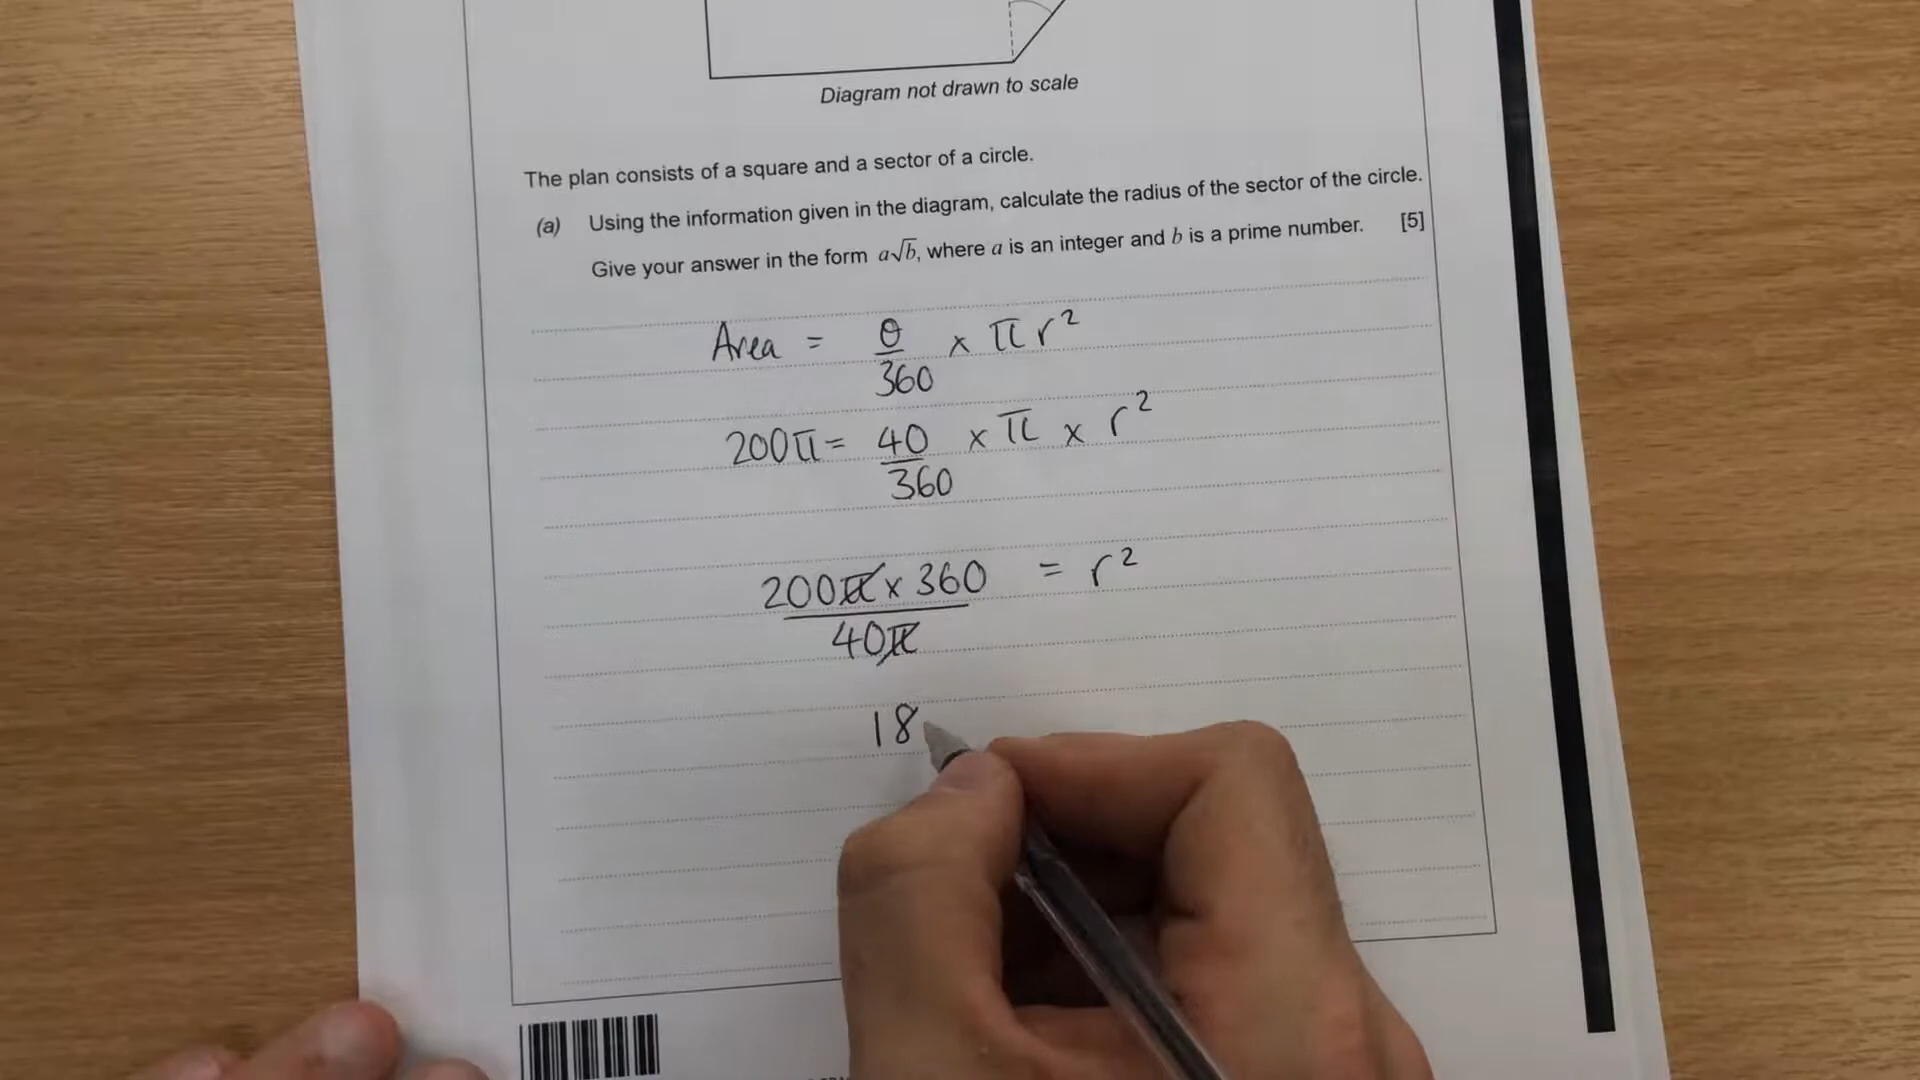 Diagram not drawn to scale
The plan consists of a square and a sector of a circle.
(a) Using the information given in the diagram, calculate the radius of the sector of the circle.
Give your answer in the form a√b, where a is an integer and b is a prime number. [5]
Area = θ/360 × π r²
200π = 40/360 × π × r²
200π × 360 / 40π = r²
18